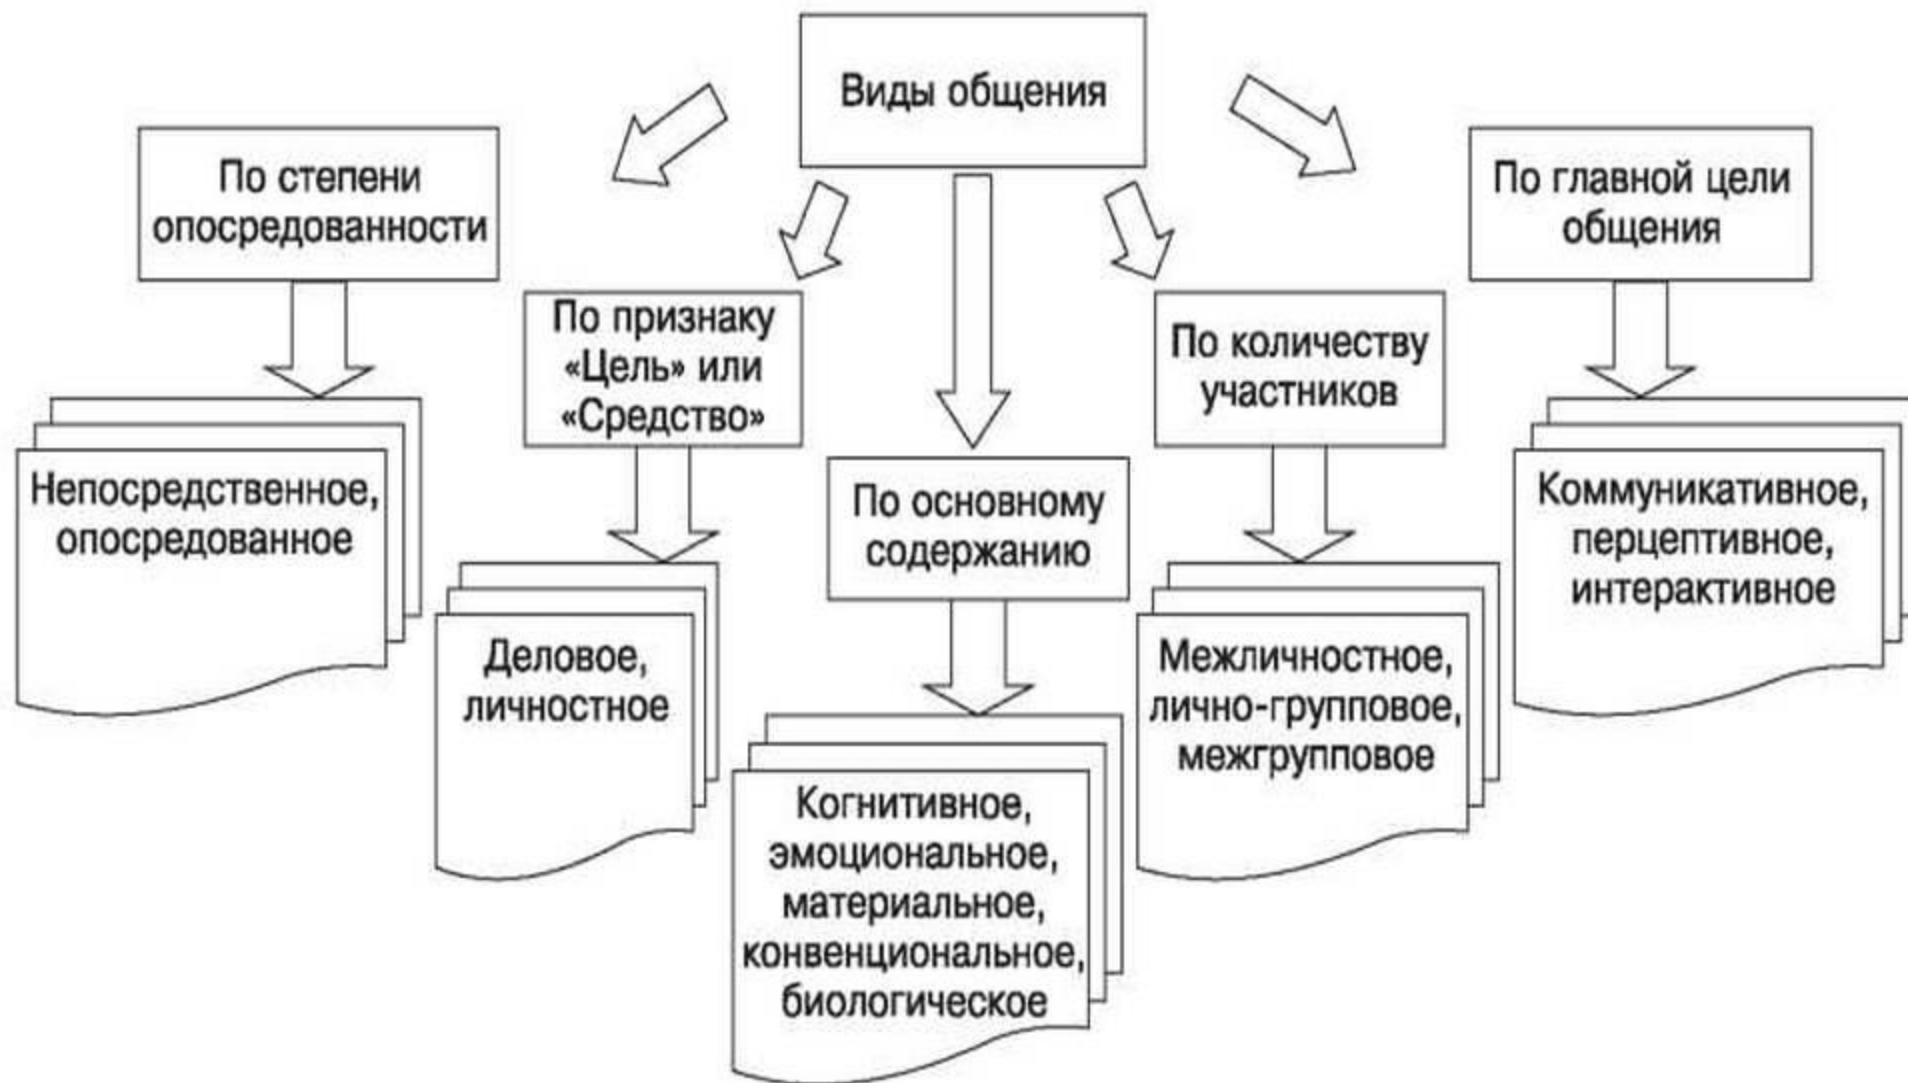 Виды общения
По степени
опосредованности
Непосредственное,
опосредованное
По признаку
«Цель» или
«Средство»
Деловое,
личностное
По основному
содержанию
Когнитивное,
эмоциональное,
материальное,
конвенциональное,
биологическое
По количеству
участников
Межличностное,
лично-групповое,
межгрупповое
По главной цели
общения
Коммуникативное,
перцептивное,
интерактивное